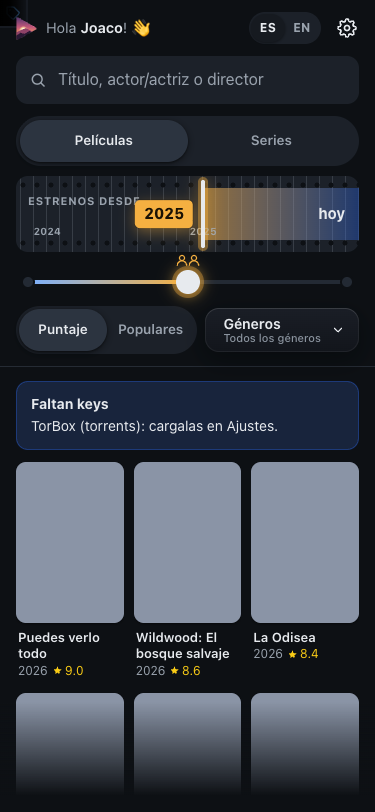 Hola Joaco! 👋
ES EN
Título, actor/actriz o director
Películas Series
ESTRENOS DESDE
2025
hoy
2024 2025
Puntaje Populares
Géneros
Todos los géneros
Faltan keys
TorBox (torrents): cargalas en Ajustes.
Puedes verlo todo
2026 ★ 9.0
Wildwood: El bosque salvaje
2026 ★ 8.6
La Odisea
2026 ★ 8.4